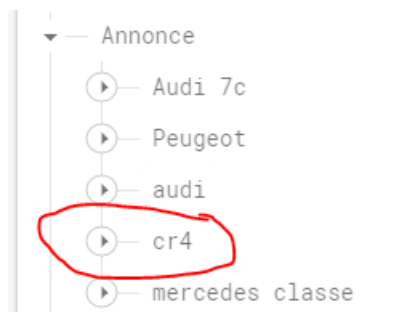 Annonce
Audi 7c
Peugeot
audi
cr4
mercedes classe